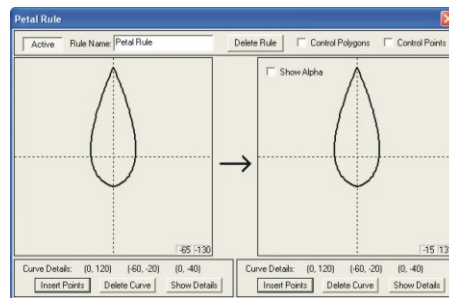 Petal Rule
Active Rule Name: Petal Rule Delete Rule Control Polygons Control Points
Show Alpha
-65 -130
-15 135
Curve Details: (0, 120) (-60, -20) (0, -40)
Insert Points Delete Curve Show Details
Curve Details: (0, 120) (-60, -20) (0, -40)
Insert Points Delete Curve Show Details